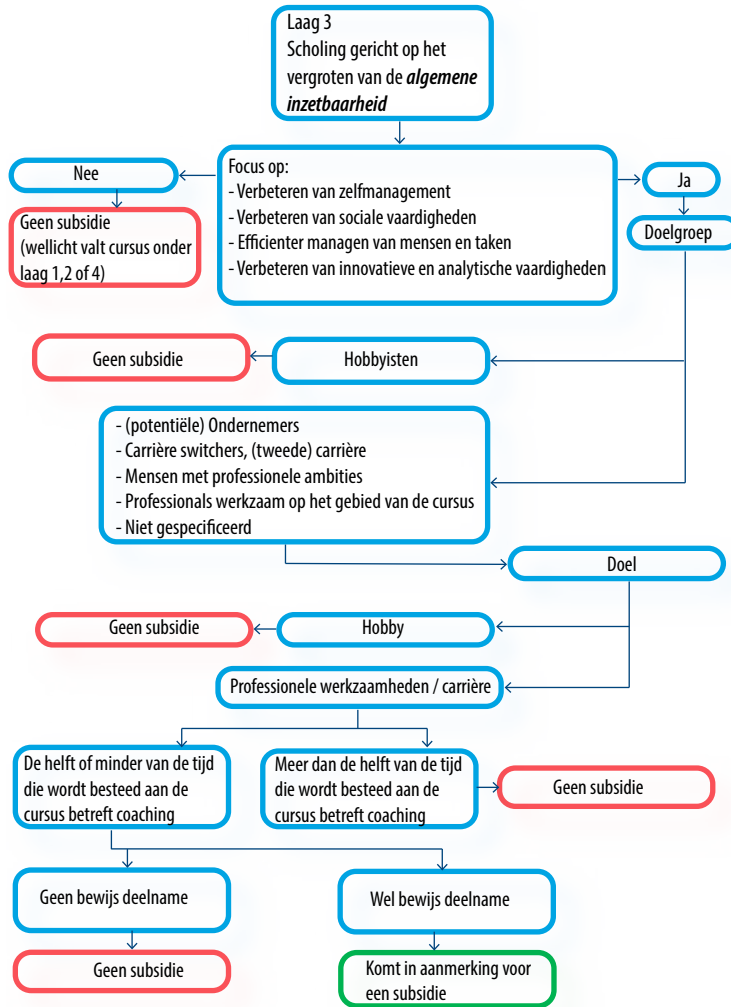 Laag 3
Scholing gericht op het
vergroten van de algemene
inzetbaarheid
Nee
Focus op:
- Verbeteren van zelfmanagement
- Verbeteren van sociale vaardigheden
- Efficienter managen van mensen en taken
- Verbeteren van innovatieve en analytische vaardigheden
Ja
Geen subsidie
(wellicht valt cursus onder
laag 1,2 of 4)
Doelgroep
Geen subsidie
Hobbyisten
- (potentiële) Ondernemers
- Carrière switchers, (tweede) carrière
- Mensen met professionele ambities
- Professionals werkzaam op het gebied van de cursus
- Niet gespecificeerd
Doel
Geen subsidie
Hobby
Professionele werkzaamheden / carrière
De helft of minder van de tijd
die wordt besteed aan de
cursus betreft coaching
Meer dan de helft van de tijd
die wordt besteed aan de
cursus betreft coaching
Geen subsidie
Geen bewijs deelname
Wel bewijs deelname
Geen subsidie
Komt in aanmerking voor
een subsidie